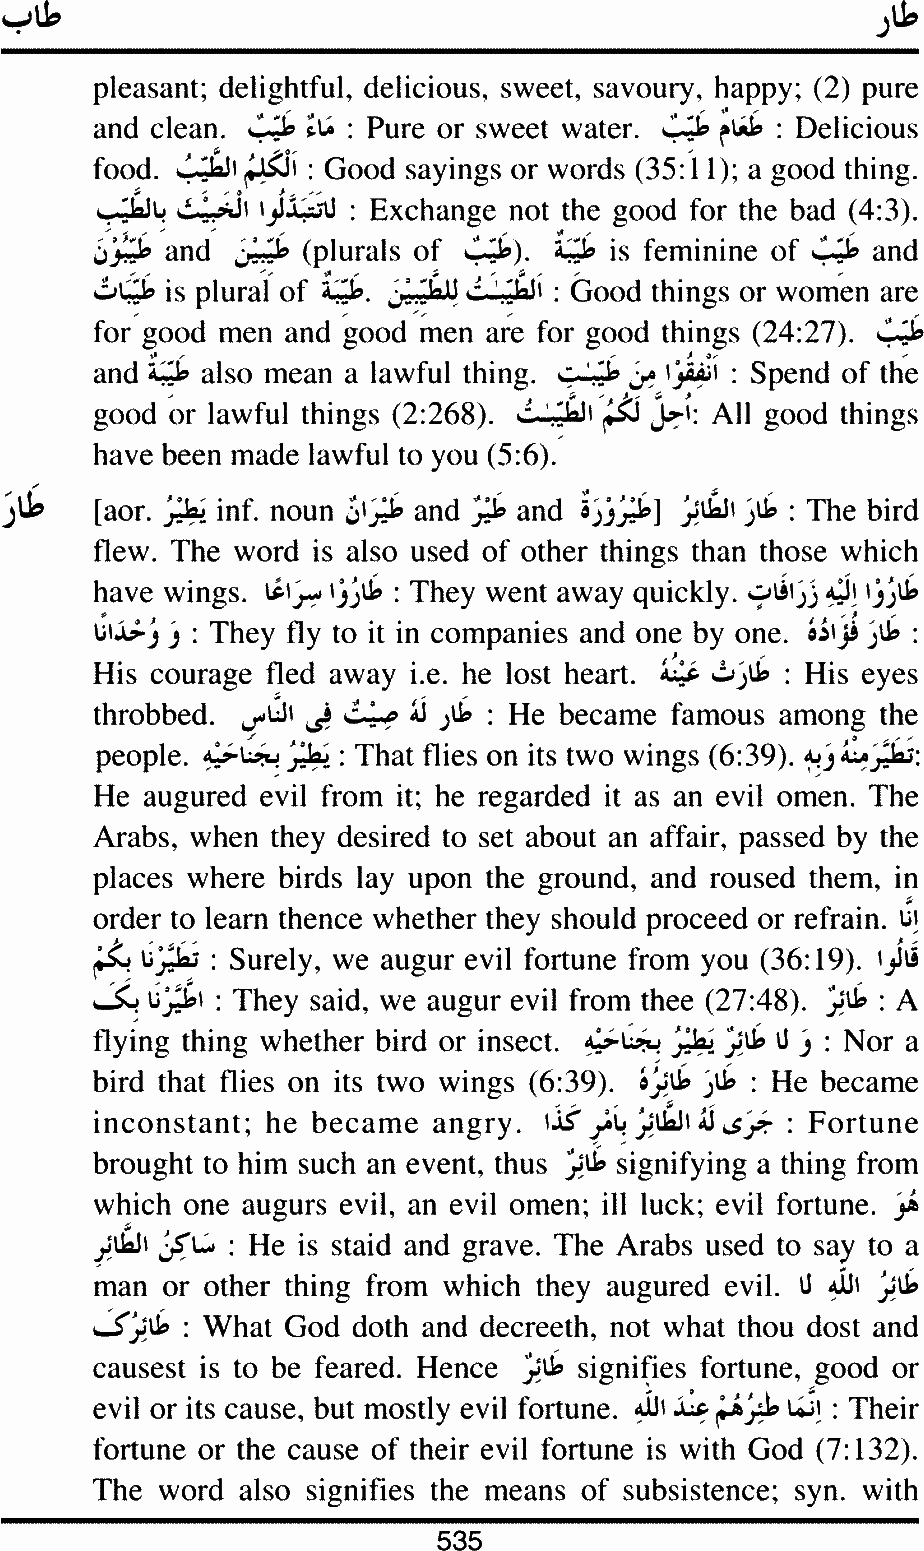 طاب طار
pleasant; delightful, delicious, sweet, savoury, happy; (2) pure
and clean. مَاءٌ طَيِّبٌ : Pure or sweet water. طَعَامٌ طَيِّبٌ : Delicious
food. اَلْكَلِمُ الطَّيِّبُ : Good sayings or words (35:11); a good thing.
لَاتَتَبَدَّلُوا الْخَبِيْثَ بِالطَّيِّبِ : Exchange not the good for the bad (4:3).
طَيِّبُوْنَ and طَيِّبِيْنَ (plurals of طَيِّبٌ). طَيِّبَةٌ is feminine of طَيِّبٌ and
طَيِّبَاتٌ is plural of طَيِّبَةٌ. اَلطَّيِّبٰتُ لِلطَّيِّبِيْنَ : Good things or women are
for good men and good men are for good things (24:27). طَيِّبٌ
and طَيِّبَةٌ also mean a lawful thing. اَنْفِقُوْا مِنْ طَيِّبٰتِ : Spend of the
good or lawful things (2:268). اُحِلَّ لَكُمُ الطَّيِّبٰتُ: All good things
have been made lawful to you (5:6).
طَارَ [aor. يَطِيْرُ inf. noun طَيْرَانٌ and طَيْرٌ and طَيْرُوْرَةٌ] طَارَ الطَّائِرُ : The bird
flew. The word is also used of other things than those which
have wings. طَارُوْا سِرَاعًا : They went away quickly. طَارُوْا اِلَيْهِ زَرَافَاتٍ
وَ وُحْدَانًا : They fly to it in companies and one by one. طَارَ فُؤَادُهُ :
His courage fled away i.e. he lost heart. طَارَتْ عَيْنُهُ : His eyes
throbbed. طَارَ لَهُ صِيْتٌ فِى النَّاسِ : He became famous among the
people. يَطِيْرُ بِجَنَاحَيْهِ : That flies on its two wings (6:39). تَطَيَّرَمِنْهُ وَبِهِ:
He augured evil from it; he regarded it as an evil omen. The
Arabs, when they desired to set about an affair, passed by the
places where birds lay upon the ground, and roused them, in
order to learn thence whether they should proceed or refrain. اِنَّا
تَطَيَّرْنَا بِكُمْ : Surely, we augur evil fortune from you (36:19). قَالُوا
اطَّيَّرْنَا بِكَ : They said, we augur evil from thee (27:48). طَائِرٌ : A
flying thing whether bird or insect. وَ لَا طَائِرٌ يَطِيْرُ بِجَنَاحَيْهِ : Nor a
bird that flies on its two wings (6:39). طَارَ طَائِرُهُ : He became
inconstant; he became angry. جَرٰى لَهُ الطَّائِرُ بِاَمْرِ كَذَا : Fortune
brought to him such an event, thus طَائِرٌ signifying a thing from
which one augurs evil, an evil omen; ill luck; evil fortune. هُوَ
سَاكِنُ الطَّائِرِ : He is staid and grave. The Arabs used to say to a
man or other thing from which they augured evil. طَائِرُ اللّٰهِ لَا
طَائِرُكَ : What God doth and decreeth, not what thou dost and
causest is to be feared. Hence طَائِرٌ signifies fortune, good or
evil or its cause, but mostly evil fortune. اِنَّمَا طٰئِرُهُمْ عِنْدَ اللّٰهِ : Their
fortune or the cause of their evil fortune is with God (7:132).
The word also signifies the means of subsistence; syn. with
535